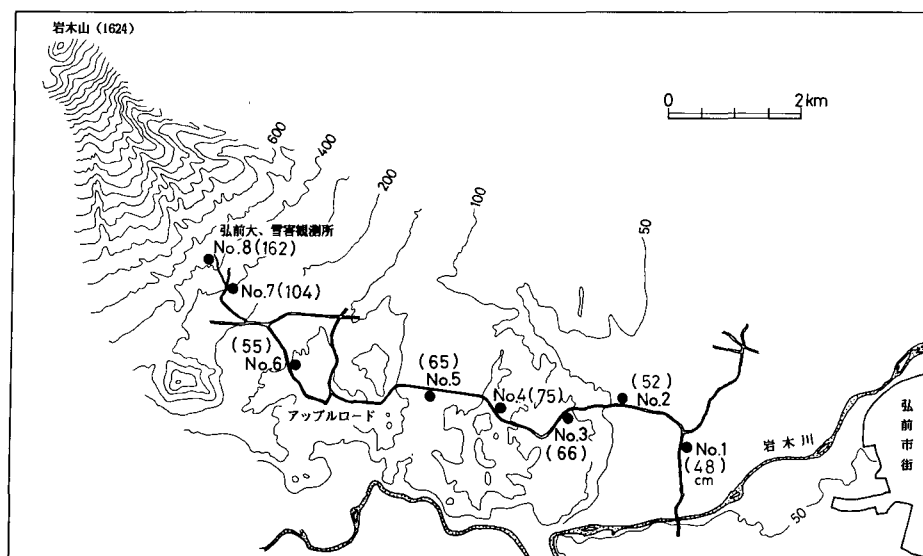 岩木山 (1624)
0 2km
600
400
200
100
50
弘前大、雪害観測所
No.8(162)
No.7(104)
(55)
No.6
(65)
No.5
No.4(75)
(52)
No.2
No.3
(66)
No.1
(48)
cm
アップルロード
岩木川
弘前市街
50